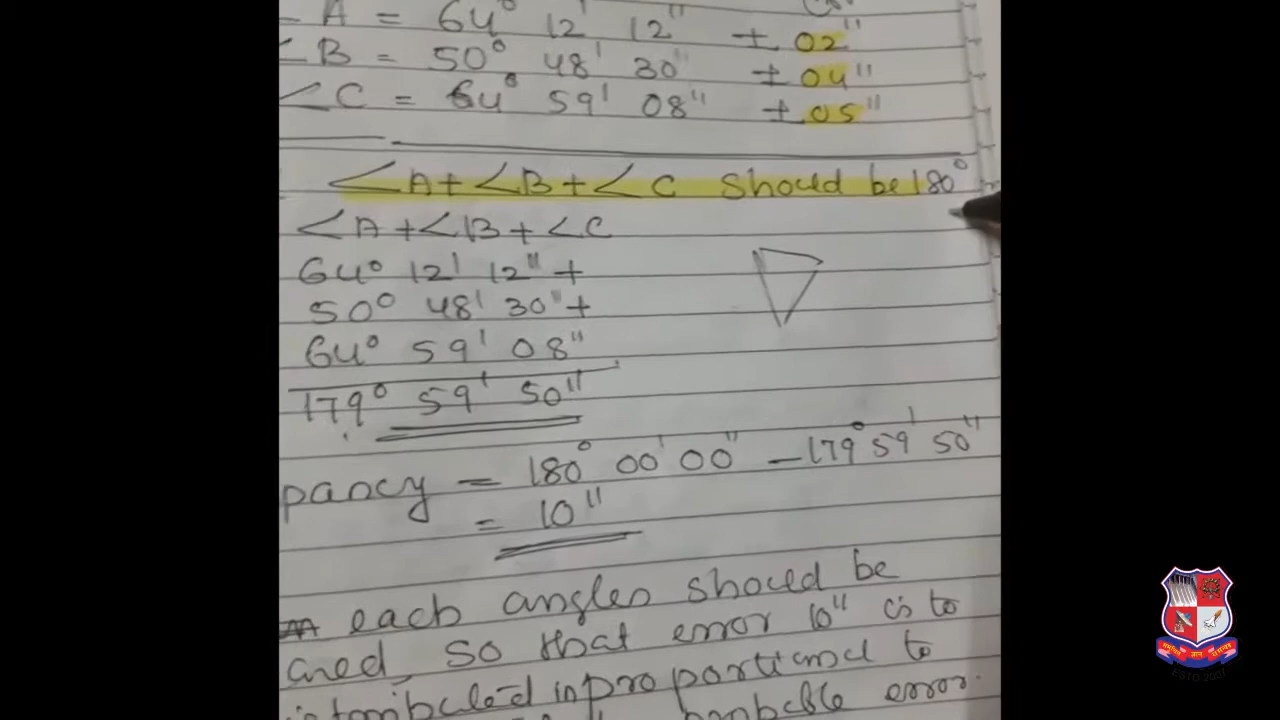 A = 64° 12' 12" ± 02"
∠B = 50° 48' 30" ± 04"
∠C = 64° 59' 08" ± 05"
∠A + ∠B + ∠C should be 180°
∠A + ∠B + ∠C
64° 12' 12" +
50° 48' 30" +
64° 59' 08"
179° 59' 50"
pancy = 180° 00' 00" - 179° 59' 50"
= 10"
each angles should be
ned, so that error 10" is to
in proportional to
probable error.